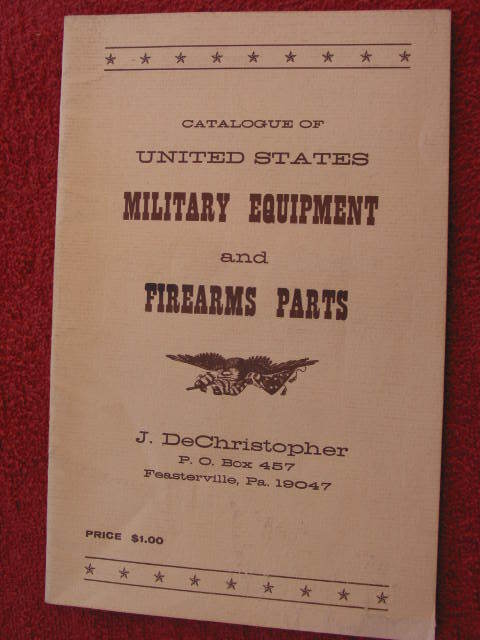 CATALOGUE OF
UNITED STATES
MILITARY EQUIPMENT
and
FIREARMS PARTS
J. DeChristopher
P. O. Box 457
Feasterville, Pa. 19047
PRICE $1.00